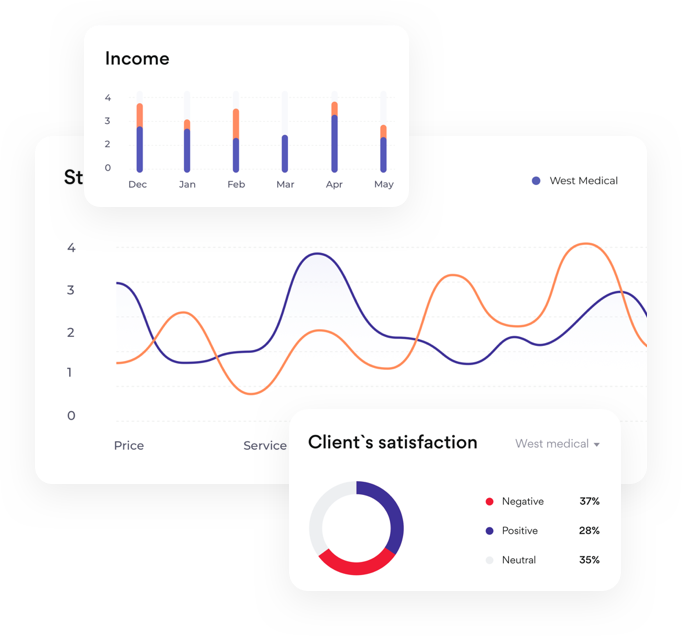 Income
4
3
2
0
Dec Jan Feb Mar Apr May
St
West Medical
4
3
2
1
0
Price Service
Client`s satisfaction
West medical
Negative 37%
Positive 28%
Neutral 35%